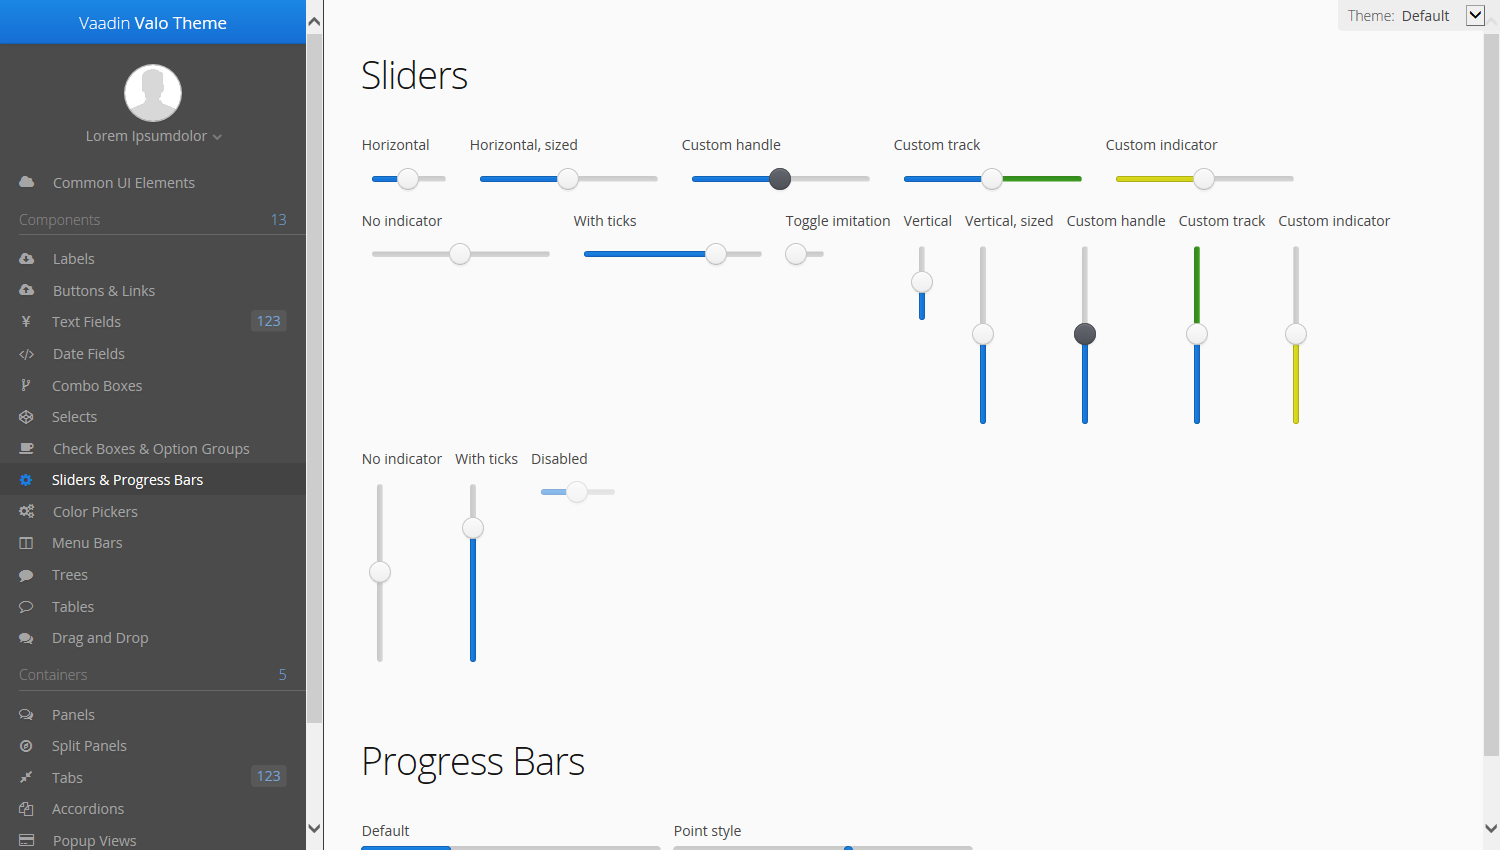 Vaadin Valo Theme
Lorem Ipsumdolor
Common UI Elements
Components 13
Labels
Buttons & Links
Text Fields 123
Date Fields
Combo Boxes
Selects
Check Boxes & Option Groups
Sliders & Progress Bars
Color Pickers
Menu Bars
Trees
Tables
Drag and Drop
Containers 5
Panels
Split Panels
Tabs 123
Accordions
Popup Views
Theme: Default
Sliders
Horizontal Horizontal, sized Custom handle Custom track Custom indicator
No indicator With ticks Toggle imitation Vertical Vertical, sized Custom handle Custom track Custom indicator
No indicator With ticks Disabled
Progress Bars
Default Point style